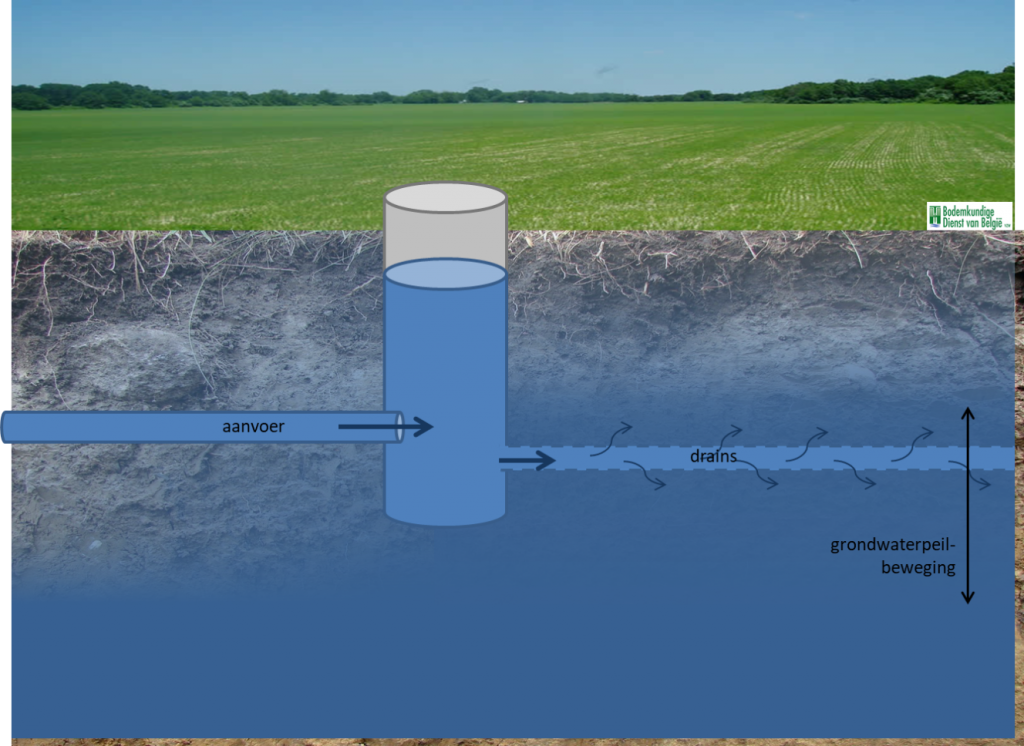 Bodemkundige
Dienst van België
aanvoer
drains
grondwaterpeil-
beweging